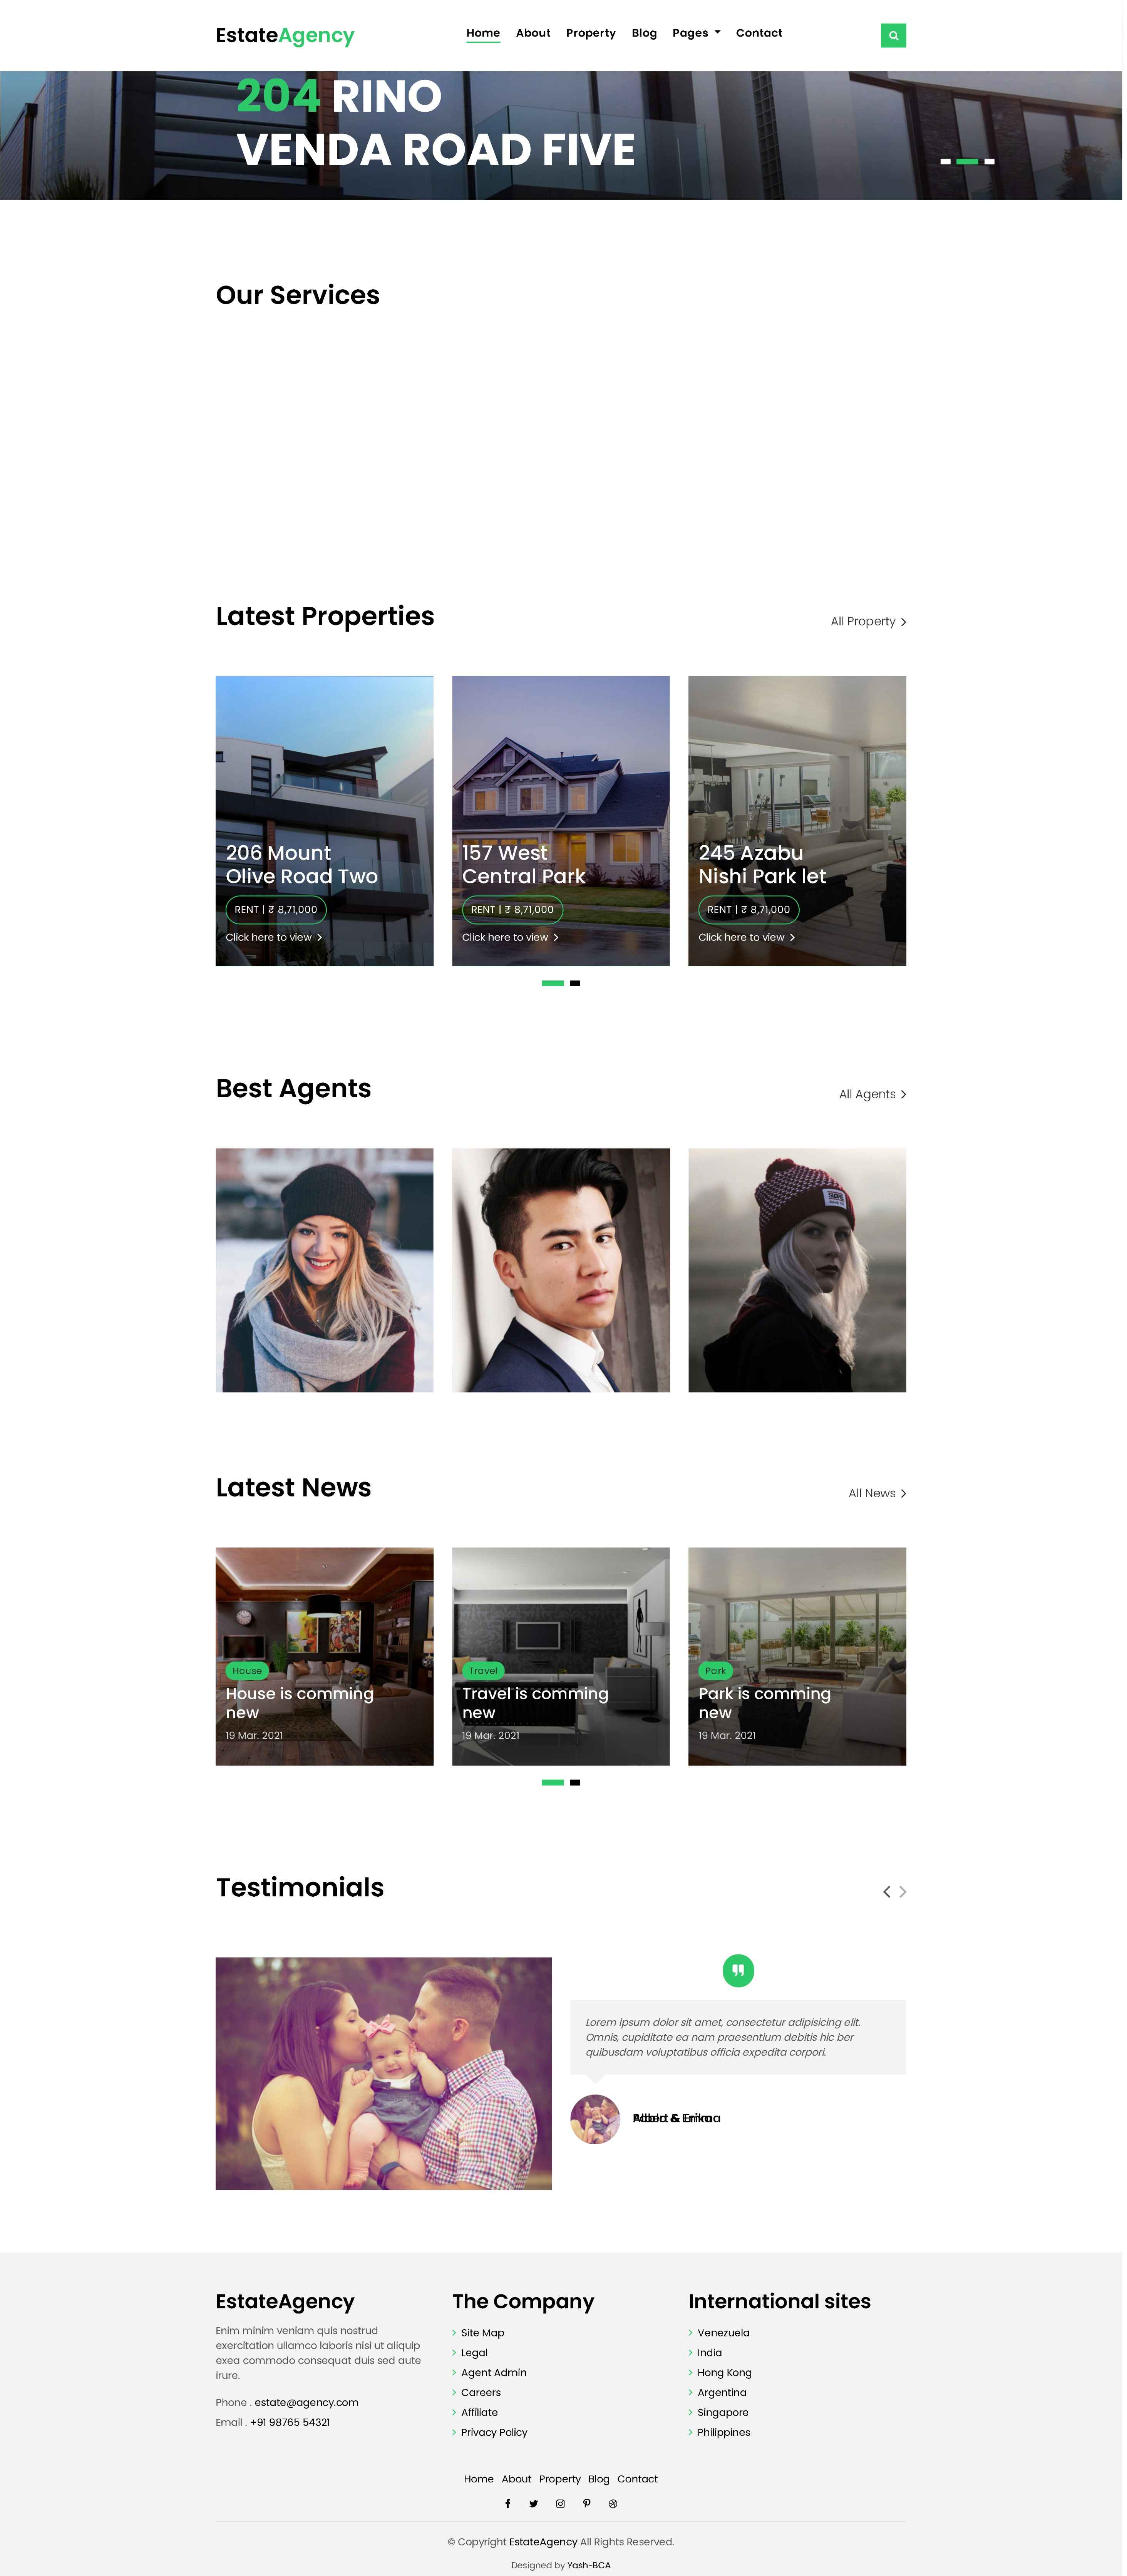 EstateAgency
Home About Property Blog Pages Contact
204 RINO
VENDA ROAD FIVE
Our Services
Latest Properties
All Property
206 Mount
Olive Road Two
RENT | ₹ 8,71,000
Click here to view
157 West
Central Park
RENT | ₹ 8,71,000
Click here to view
245 Azabu
Nishi Park let
RENT | ₹ 8,71,000
Click here to view
Best Agents
All Agents
Latest News
All News
House
House is comming
new
19 Mar. 2021
Travel
Travel is comming
new
19 Mar. 2021
Park
Park is comming
new
19 Mar. 2021
Testimonials
Lorem ipsum dolor sit amet, consectetur adipisicing elit.
Omnis, cupiditate ea nam praesentium debitis hic ber
quibusdam voluptatibus officia expedita corpori.
EstateAgency
Enim minim veniam quis nostrud
exercitation ullamco laboris nisi ut aliquip
exea commodo consequat duis sed aute
irure.
Phone . estate@agency.com
Email . +91 98765 54321
The Company
Site Map
Legal
Agent Admin
Careers
Affiliate
Privacy Policy
International sites
Venezuela
India
Hong Kong
Argentina
Singapore
Philippines
Home About Property Blog Contact
© Copyright EstateAgency All Rights Reserved.
Designed by Yash-BCA